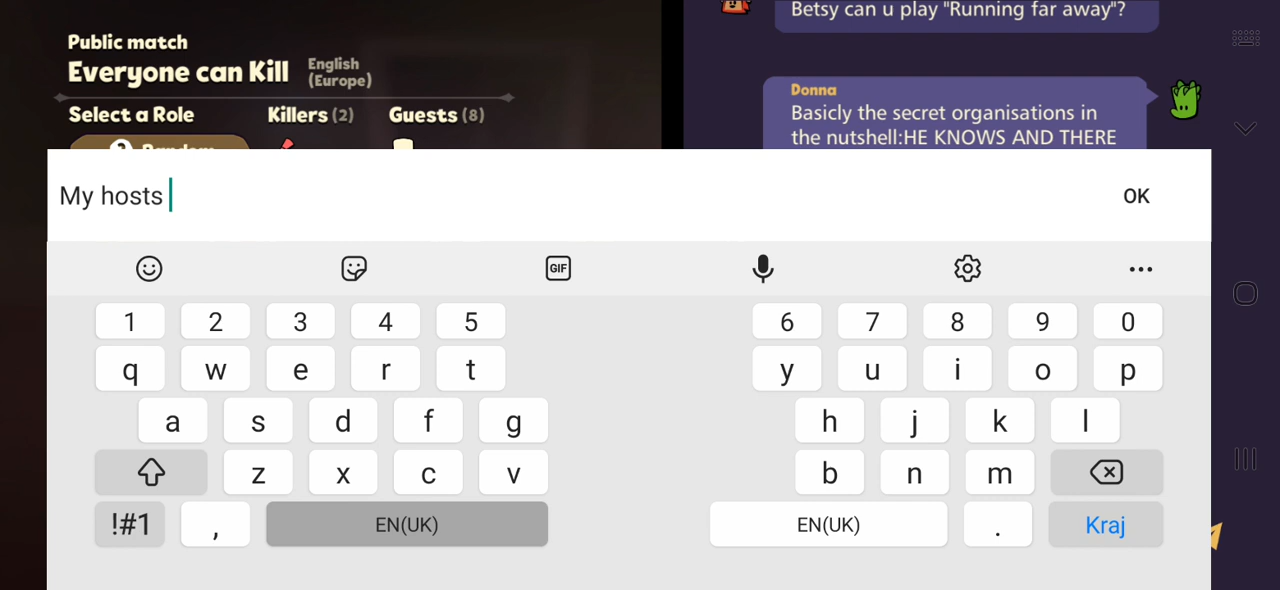 Public match
Everyone can Kill
English
(Europe)
Select a Role
Killers (2)
Guests (8)
Random
Betsy can u play "Running far away"?
Donna
Basicly the secret organisations in
the nutshell:HE KNOWS AND THERE
My hosts
OK
GIF
1 2 3 4 5 6 7 8 9 0
q w e r t y u i o p
a s d f g h j k l
z x c v b n m
!#1 , EN(UK) EN(UK) . Kraj